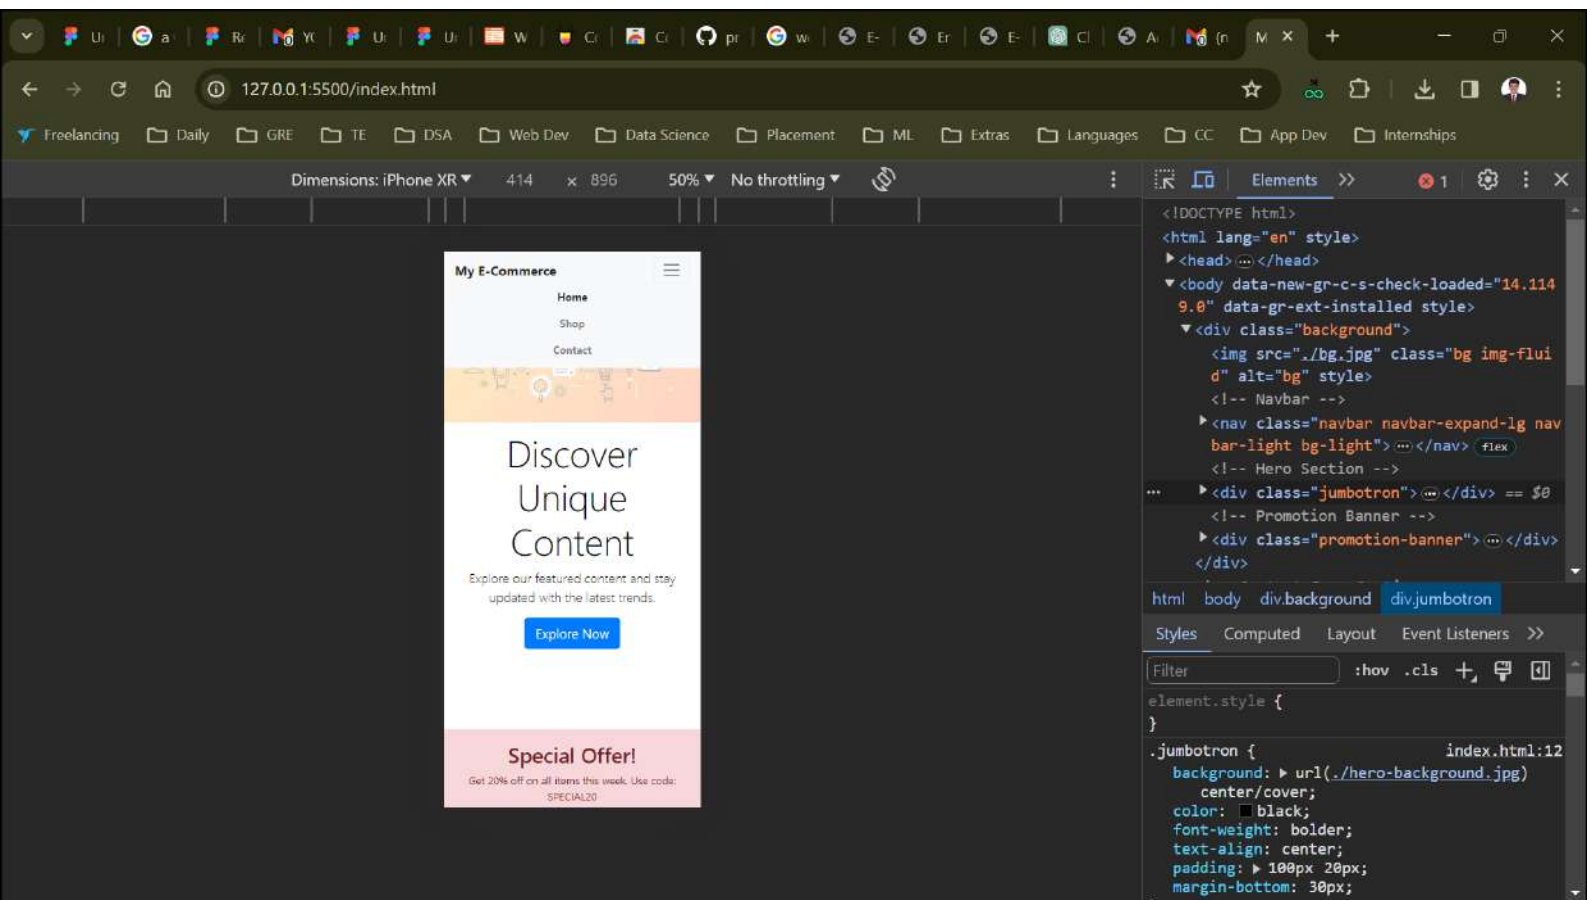 U
a
R
YC
U
U
W
C
C
pr
w
E-
Er
E-
Cl
A
(n
M
127.0.0.1:5500/index.html
Freelancing Daily GRE TE DSA Web Dev Data Science Placement ML Extras Languages CC App Dev Internships
Dimensions: iPhone XR 414 × 896 50% No throttling
My E-Commerce
Home
Shop
Contact
Discover
Unique
Content
Explore our featured content and stay
updated with the latest trends.
Explore Now
Special Offer!
Get 20% off on all items this week. Use code:
SPECIAL20
Elements 1
<!DOCTYPE html>
<html lang="en" style>
<head>…</head>
<body data-new-gr-c-s-check-loaded="14.114
9.0" data-gr-ext-installed style>
<div class="background">
<img src="./bg.jpg" class="bg img-flui
d" alt="bg" style>
<!-- Navbar -->
<nav class="navbar navbar-expand-lg nav
bar-light bg-light">…</nav> flex
<!-- Hero Section -->
… <div class="jumbotron">…</div> == $0
<!-- Promotion Banner -->
<div class="promotion-banner">…</div>
</div>
html body div.background div.jumbotron
Styles Computed Layout Event Listeners
Filter :hov .cls
element.style {
}
.jumbotron { index.html:12
background: url(./hero-background.jpg)
center/cover;
color: black;
font-weight: bolder;
text-align: center;
padding: 100px 20px;
margin-bottom: 30px;